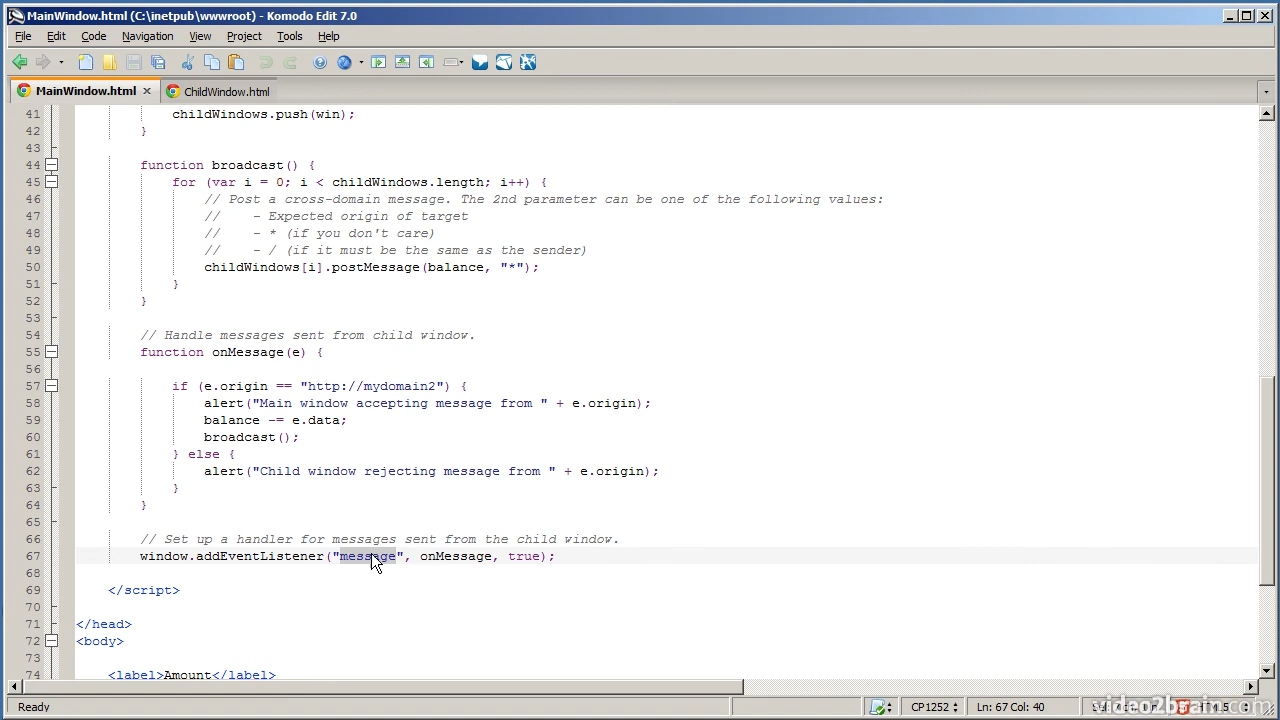 MainWindow.html (C:\inetpub\wwwroot) - Komodo Edit 7.0
File Edit Code Navigation View Project Tools Help
MainWindow.html ChildWindow.html
41 childWindows.push(win);
42 }
43
44 function broadcast() {
45 for (var i = 0; i < childWindows.length; i++) {
46 // Post a cross-domain message. The 2nd parameter can be one of the following values:
47 // - Expected origin of target
48 // - * (if you don't care)
49 // - / (if it must be the same as the sender)
50 childWindows[i].postMessage(balance, "*");
51 }
52 }
53
54 // Handle messages sent from child window.
55 function onMessage(e) {
56
57 if (e.origin == "http://mydomain2") {
58 alert("Main window accepting message from " + e.origin);
59 balance -= e.data;
60 broadcast();
61 } else {
62 alert("Child window rejecting message from " + e.origin);
63 }
64 }
65
66 // Set up a handler for messages sent from the child window.
67 window.addEventListener("message", onMessage, true);
68
69 </script>
70
71 </head>
72 <body>
73
74 <label>Amount</label>
Ready CP1252 Ln: 67 Col: 40 HTML5
video2brain.com